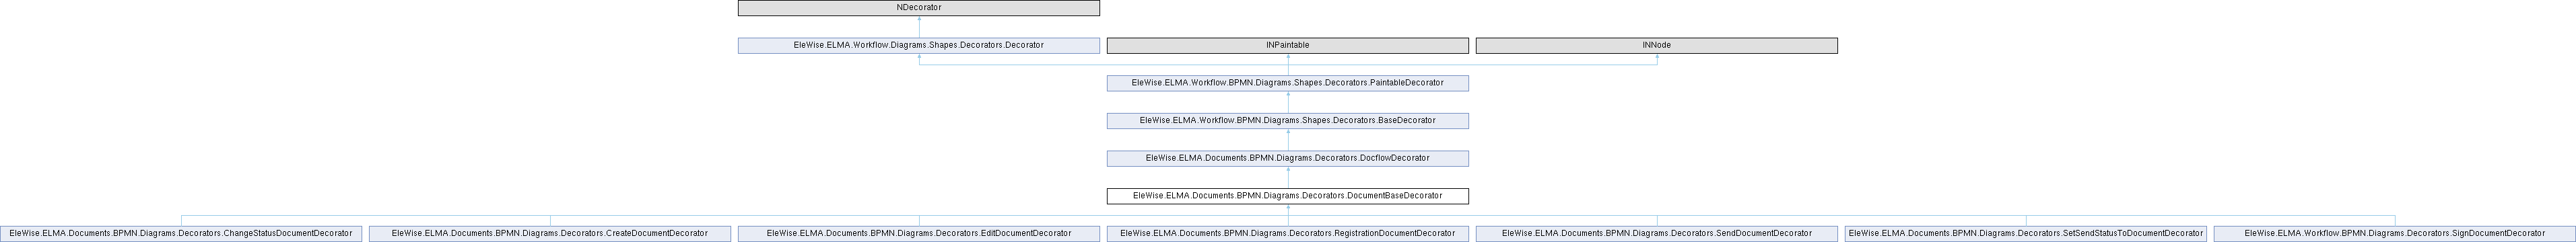 NDecorator
EleWise.ELMA.Workflow.Diagrams.Shapes.Decorators.Decorator
INPaintable
INNode
EleWise.ELMA.Workflow.BPMN.Diagrams.Shapes.Decorators.PaintableDecorator
EleWise.ELMA.Workflow.BPMN.Diagrams.Shapes.Decorators.BaseDecorator
EleWise.ELMA.Documents.BPMN.Diagrams.Decorators.DocflowDecorator
EleWise.ELMA.Documents.BPMN.Diagrams.Decorators.DocumentBaseDecorator
EleWise.ELMA.Documents.BPMN.Diagrams.Decorators.ChangeStatusDocumentDecorator
EleWise.ELMA.Documents.BPMN.Diagrams.Decorators.CreateDocumentDecorator
EleWise.ELMA.Documents.BPMN.Diagrams.Decorators.EditDocumentDecorator
EleWise.ELMA.Documents.BPMN.Diagrams.Decorators.RegistrationDocumentDecorator
EleWise.ELMA.Documents.BPMN.Diagrams.Decorators.SendDocumentDecorator
EleWise.ELMA.Documents.BPMN.Diagrams.Decorators.SetSendStatusToDocumentDecorator
EleWise.ELMA.Workflow.BPMN.Diagrams.Decorators.SignDocumentDecorator